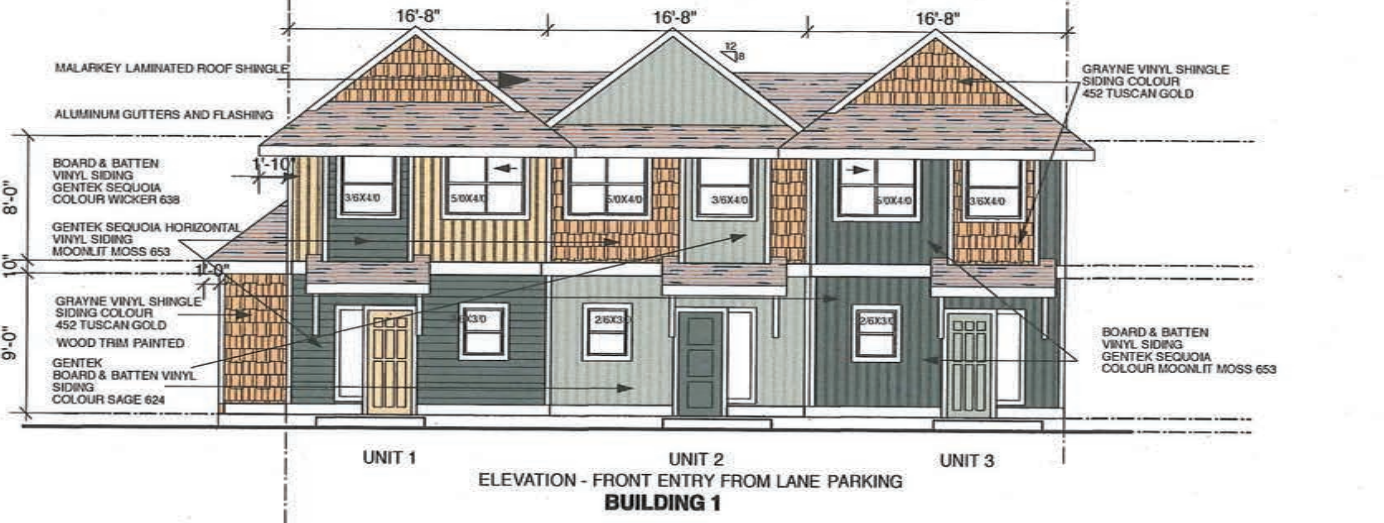 16'-8" 16'-8" 16'-8"
12
8
MALARKEY LAMINATED ROOF SHINGLE
ALUMINUM GUTTERS AND FLASHING
1'-10"
BOARD & BATTEN
VINYL SIDING
GENTEK SEQUOIA
COLOUR WICKER 638
8'-0"
GENTEK SEQUOIA HORIZONTAL
VINYL SIDING
MOONLIT MOSS 653
10"
1'-0"
GRAYNE VINYL SHINGLE
SIDING COLOUR
452 TUSCAN GOLD
9'-0"
WOOD TRIM PAINTED
GENTEK
BOARD & BATTEN VINYL
SIDING
COLOUR SAGE 624
3/6X4/0 5/0X4/0 5/0X4/0 3/6X4/0 5/0X4/0 3/6X4/0
6X3/0 2/6X3/0 2/6X3/0
GRAYNE VINYL SHINGLE
SIDING COLOUR
452 TUSCAN GOLD
BOARD & BATTEN
VINYL SIDING
GENTEK SEQUOIA
COLOUR MOONLIT MOSS 653
UNIT 1 UNIT 2 UNIT 3
ELEVATION - FRONT ENTRY FROM LANE PARKING
BUILDING 1